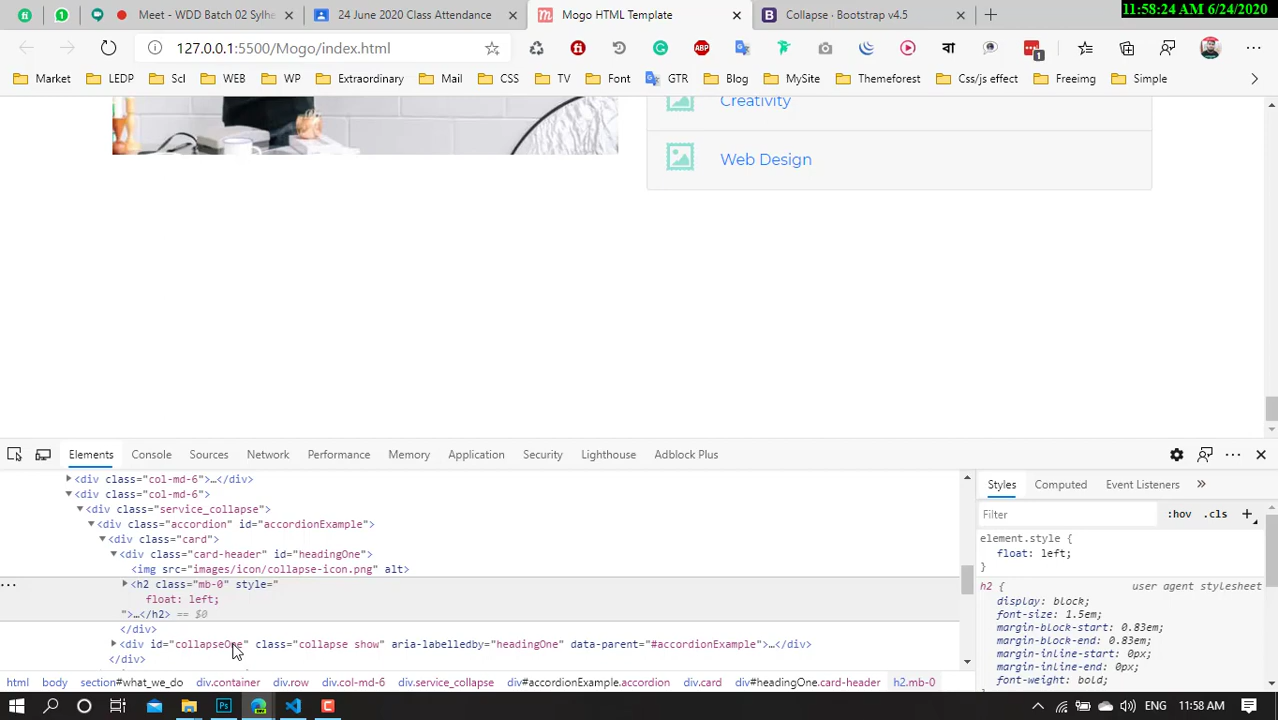 11:58:24 AM 6/24/2020
Meet - WDD Batch 02 Sylhe
24 June 2020 Class Attendance
Mogo HTML Template
Collapse · Bootstrap v4.5
127.0.0.1:5500/Mogo/index.html
ABP
বা
1
Market
LEDP
Scl
WEB
WP
Extraordinary
Mail
CSS
TV
Font
GTR
Blog
MySite
Themeforest
Css/js effect
Freeimg
Simple
Creativity
Web Design
Elements
Console
Sources
Network
Performance
Memory
Application
Security
Lighthouse
Adblock Plus
<div class="col-md-6">…</div>
<div class="col-md-6">
<div class="service_collapse">
<div class="accordion" id="accordionExample">
<div class="card">
<div class="card-header" id="headingOne">
<img src="images/icon/collapse-icon.png" alt>
<h2 class="mb-0" style="
float: left;
">…</h2> == $0
</div>
<div id="collapseOne" class="collapse show" aria-labelledby="headingOne" data-parent="#accordionExample">…</div>
</div>
html
body
section#what_we_do
div.container
div.row
div.col-md-6
div.service_collapse
div#accordionExample.accordion
div.card
div#headingOne.card-header
h2.mb-0
Styles
Computed
Event Listeners
Filter
:hov
.cls
element.style {
float: left;
}
h2 {
user agent stylesheet
display: block;
font-size: 1.5em;
margin-block-start: 0.83em;
margin-block-end: 0.83em;
margin-inline-start: 0px;
margin-inline-end: 0px;
font-weight: bold;
ENG
11:58 AM